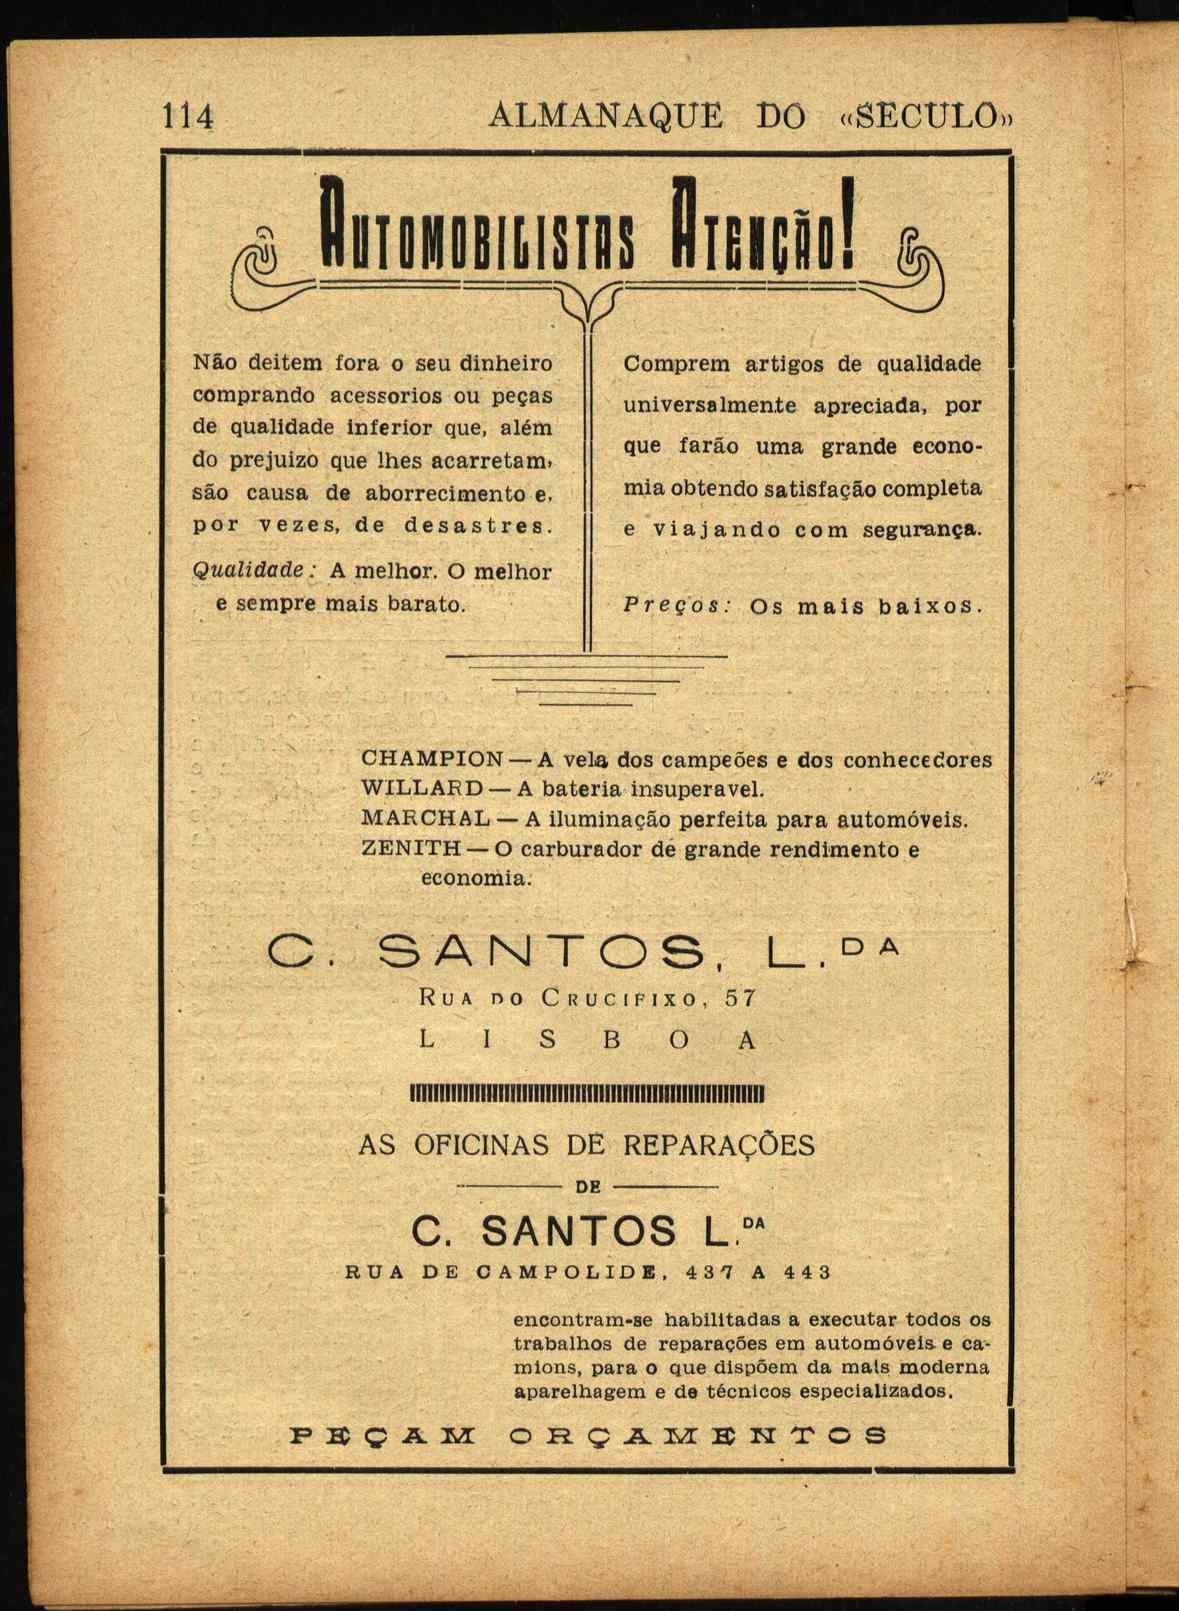 114 ALMANAQUE DO «SECULO»
AUTOMOBILISTAS ATENÇÃO!
Não deitem fora o seu dinheiro
comprando acessorios ou peças
de qualidade inferior que, além
do prejuizo que lhes acarretam,
são causa de aborrecimento e,
por vezes, de desastres.
Qualidade: A melhor. O melhor
e sempre mais barato.
Comprem artigos de qualidade
universalmente apreciada, por
que farão uma grande econo-
mia obtendo satisfação completa
e viajando com segurança.
Preços: Os mais baixos.
CHAMPION — A vela dos campeões e dos conhecedores
WILLARD — A bateria insuperavel.
MARCHAL — A iluminação perfeita para automóveis.
ZENITH — O carburador de grande rendimento e
economia.
C. SANTOS, L.DA
RUA DO CRUCIFIXO, 57
LISBOA
AS OFICINAS DE REPARAÇÕES
DE
C. SANTOS L.DA
RUA DE CAMPOLIDE, 437 A 443
encontram-se habilitadas a executar todos os
trabalhos de reparações em automóveis e ca-
mions, para o que dispõem da mais moderna
aparelhagem e de técnicos especializados.
PEÇAM ORÇAMENTOS